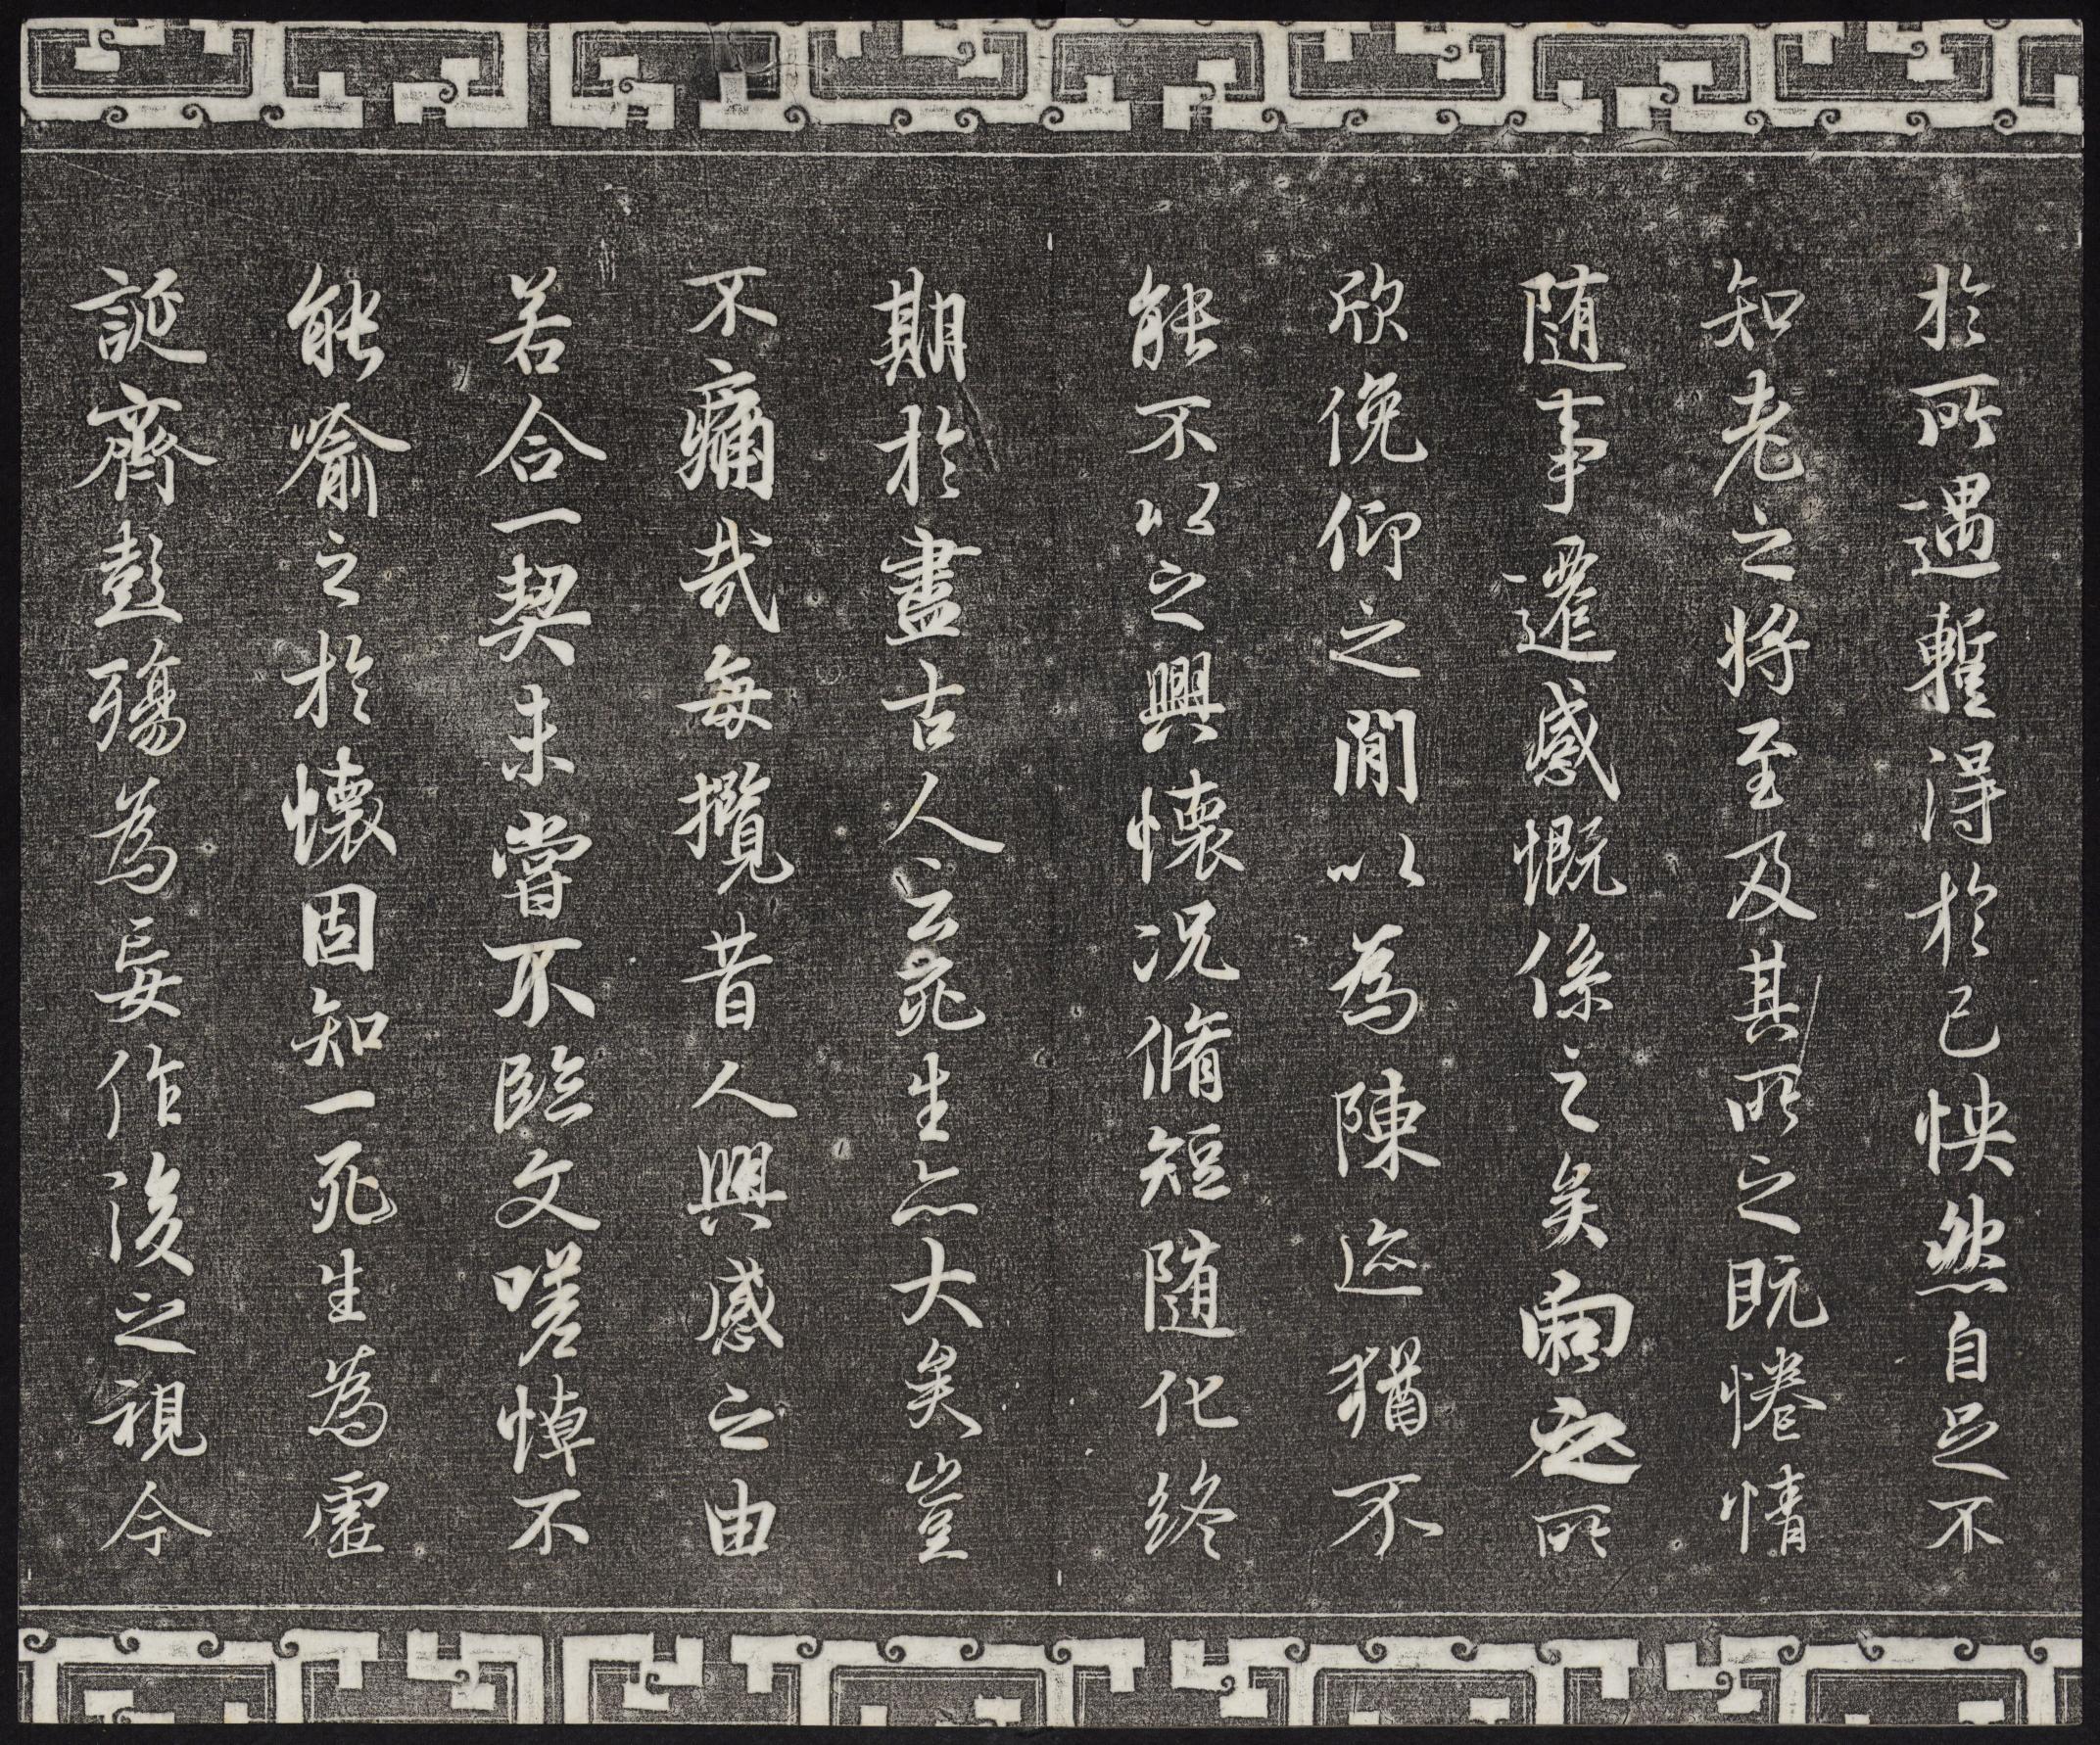 於所遇蹔得於己怏然自足不
知老之將至及其所之既惓情
随事遷感慨係之矣向之所
欣俛仰之閒以為陳迹猶不
能不以之興懷況脩短随化終
期於盡古人云死生亦大矣豈
不痛哉每攬昔人興感之由
若合一契未嘗不臨文嗟悼不
能喻之於懷固知一死生為虛
誕齊彭殤為妄作後之視今